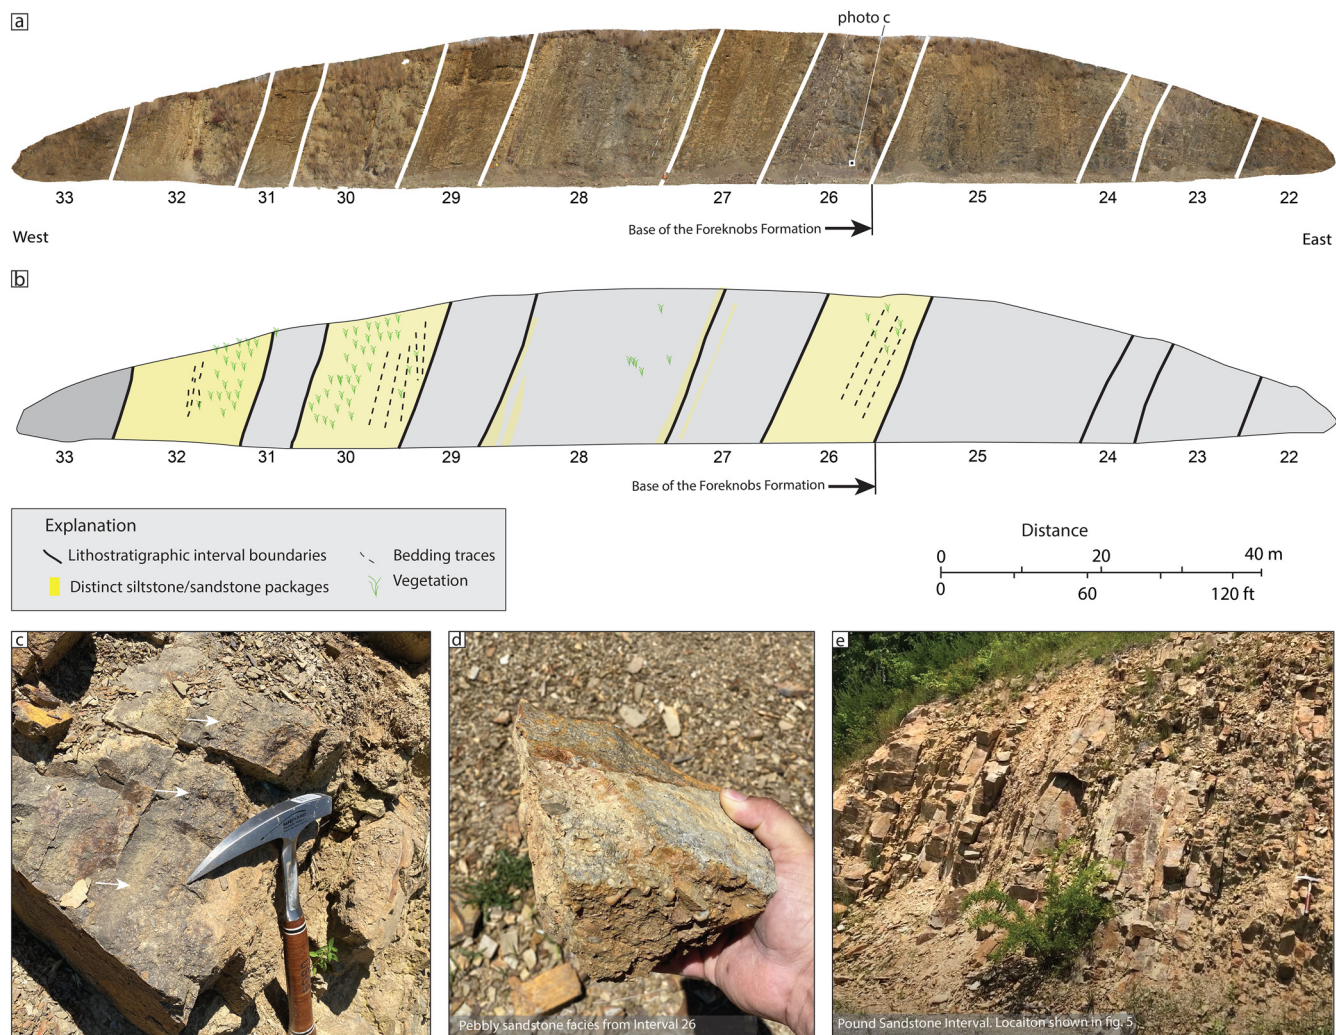 a
photo c
33 32 31 30 29 28 27 26 25 24 23 22
Base of the Foreknobs Formation
West
East
b
33 32 31 30 29 28 27 26 25 24 23 22
Base of the Foreknobs Formation
Explanation
Lithostratigraphic interval boundaries
Bedding traces
Distinct siltstone/sandstone packages
Vegetation
Distance
0 20 40 m
0 60 120 ft
c
d
Pebbly sandstone facies from Interval 26
e
Pound Sandstone Interval. Locaiton shown in fig. 5.